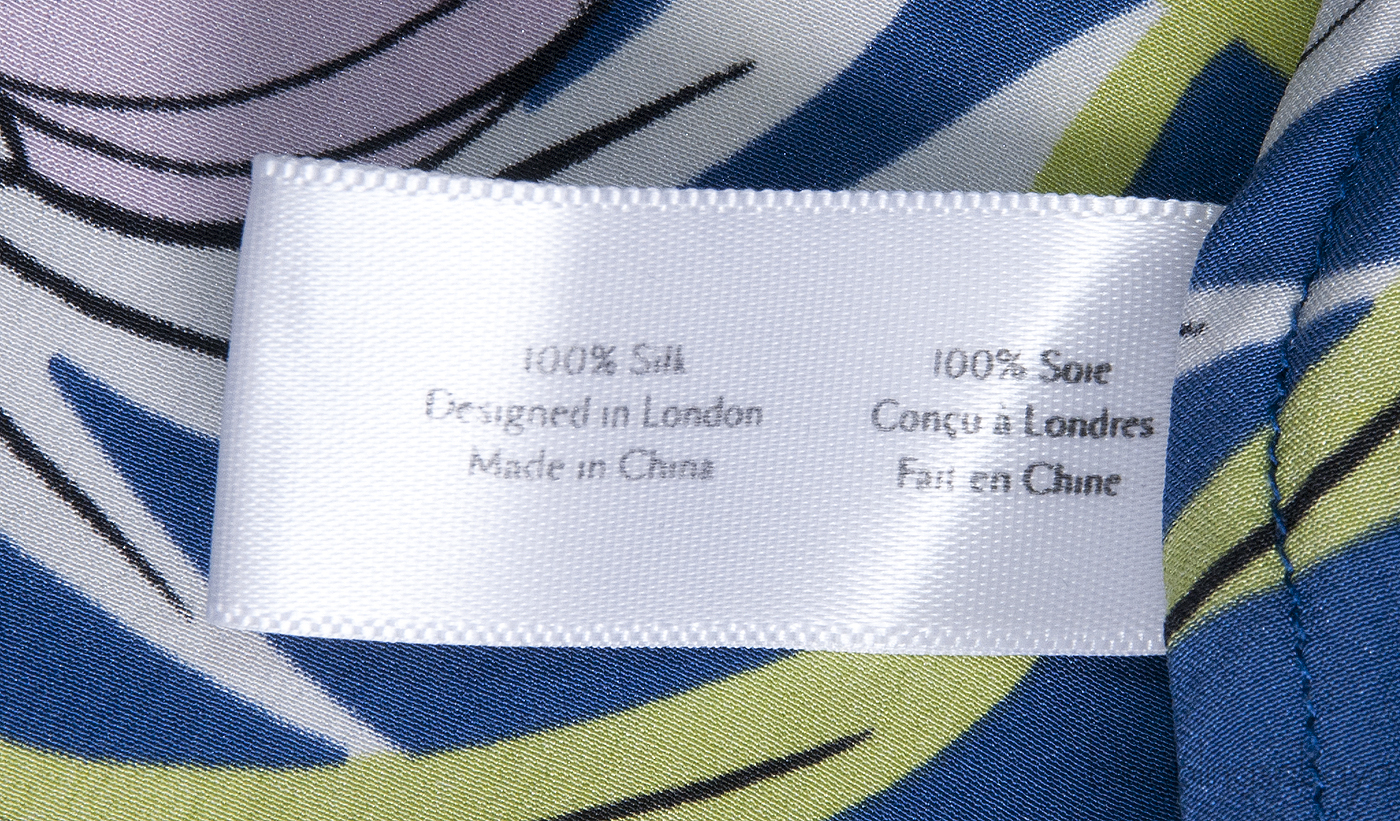 100% Silk
Designed in London
Made in China
100% Soie
Conçu à Londres
Fait en Chine